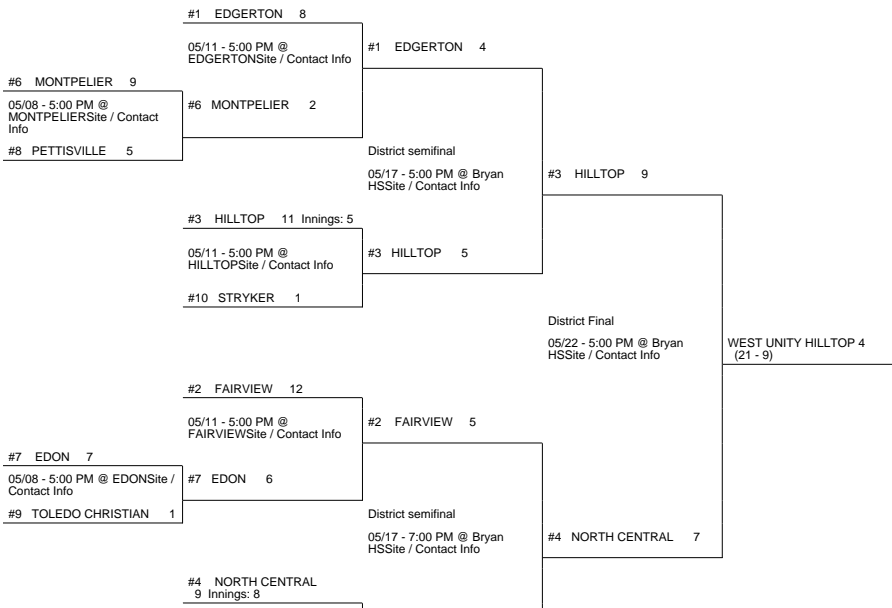 #1 EDGERTON 8
05/11 - 5:00 PM @
EDGERTONSite / Contact Info
#1 EDGERTON 4
#6 MONTPELIER 9
05/08 - 5:00 PM @
MONTPELIERSite / Contact
Info
#6 MONTPELIER 2
#8 PETTISVILLE 5
District semifinal
05/17 - 5:00 PM @ Bryan
HSSite / Contact Info
#3 HILLTOP 9
#3 HILLTOP 11 Innings: 5
05/11 - 5:00 PM @
HILLTOPSite / Contact Info
#3 HILLTOP 5
#10 STRYKER 1
District Final
05/22 - 5:00 PM @ Bryan
HSSite / Contact Info
WEST UNITY HILLTOP 4
(21 - 9)
#2 FAIRVIEW 12
05/11 - 5:00 PM @
FAIRVIEWSite / Contact Info
#2 FAIRVIEW 5
#7 EDON 7
05/08 - 5:00 PM @ EDONSite /
Contact Info
#7 EDON 6
#9 TOLEDO CHRISTIAN 1
District semifinal
05/17 - 7:00 PM @ Bryan
HSSite / Contact Info
#4 NORTH CENTRAL 7
#4 NORTH CENTRAL
9 Innings: 8